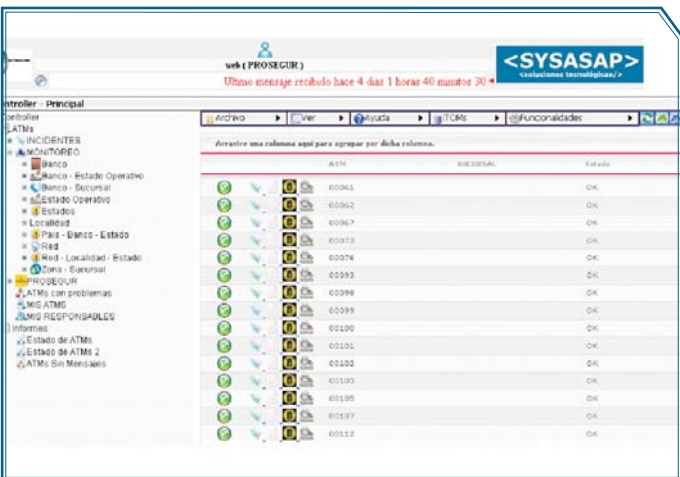 web ( PROSEGUR )
Ultimo mensaje recibido hace 4 dias 1 horas 40 minutos 30
<SYSASAP>
<soluciones tecnológicas/>
ntroller - Principal
ontroller
ATMs
INCIDENTES
MONITOREO
Banco
Banco - Estado Operativo
Banco - Sucursal
Estado Operativo
Estados
Localidad
Pais - Banco - Estado
Red
Red - Localidad - Estado
Zona - Sucursal
PROSEGUR
ATMs con problemas
MIS ATMS
MIS RESPONSABLES
Informes
Estado de ATMs
Estado de ATMs 2
ATMs Sin Mensajes
Archivo Ver Ayuda TCMs Funcionalidades
Arrastre una columna aqui para agrupar por dicha columna.
ATM SUCURSAL Estado
00061 OK
00062 OK
00067 OK
00073 OK
00076 OK
00093 OK
00098 OK
00099 OK
00100 OK
00101 OK
00102 OK
00103 OK
00105 OK
00107 OK
00112 OK